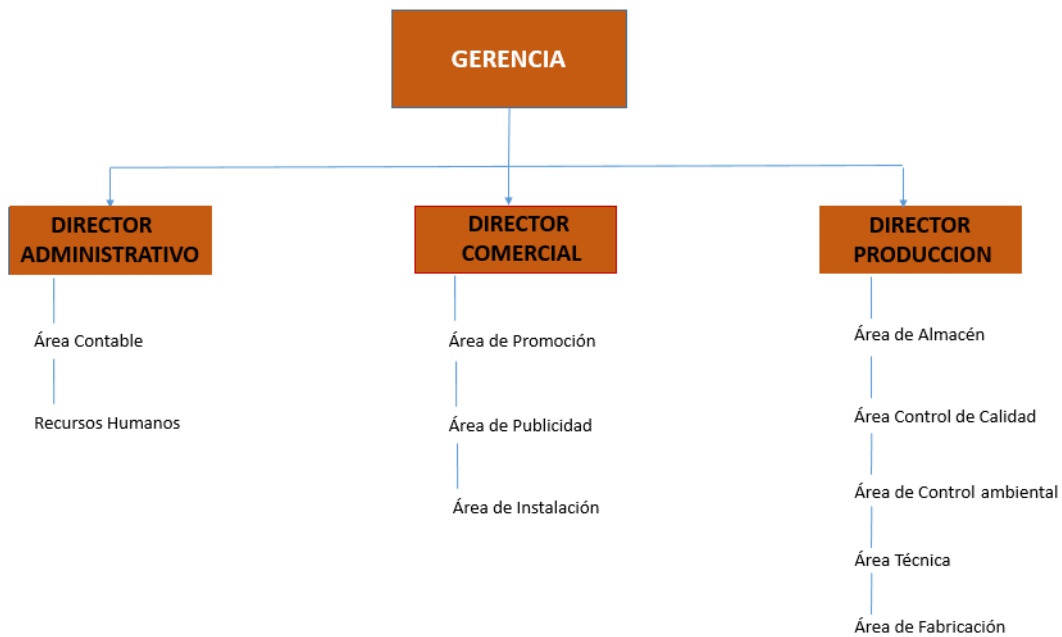 GERENCIA
DIRECTOR
ADMINISTRATIVO
Área Contable
Recursos Humanos
DIRECTOR
COMERCIAL
Área de Promoción
Área de Publicidad
Área de Instalación
DIRECTOR
PRODUCCION
Área de Almacén
Área Control de Calidad
Área de Control ambiental
Área Técnica
Área de Fabricación